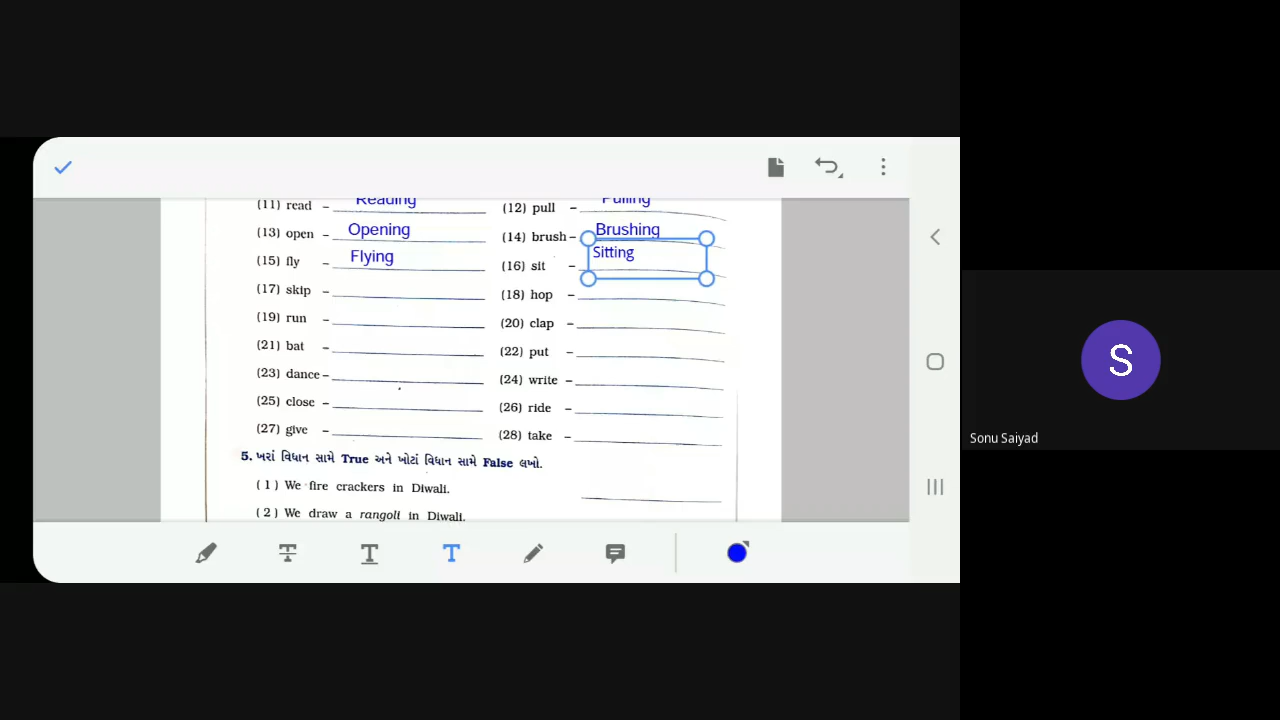 (11) read – Reading (12) pull – Pulling
(13) open – Opening (14) brush – Brushing
(15) fly – Flying (16) sit – Sitting
(17) skip – (18) hop –
(19) run – (20) clap –
(21) bat – (22) put –
(23) dance – (24) write –
(25) close – (26) ride –
(27) give – (28) take –
5. ખરાં વિધાન સામે True અને ખોટાં વિધાન સામે False લખો.
( 1 ) We fire crackers in Diwali.
( 2 ) We draw a rangoli in Diwali.
S
Sonu Saiyad